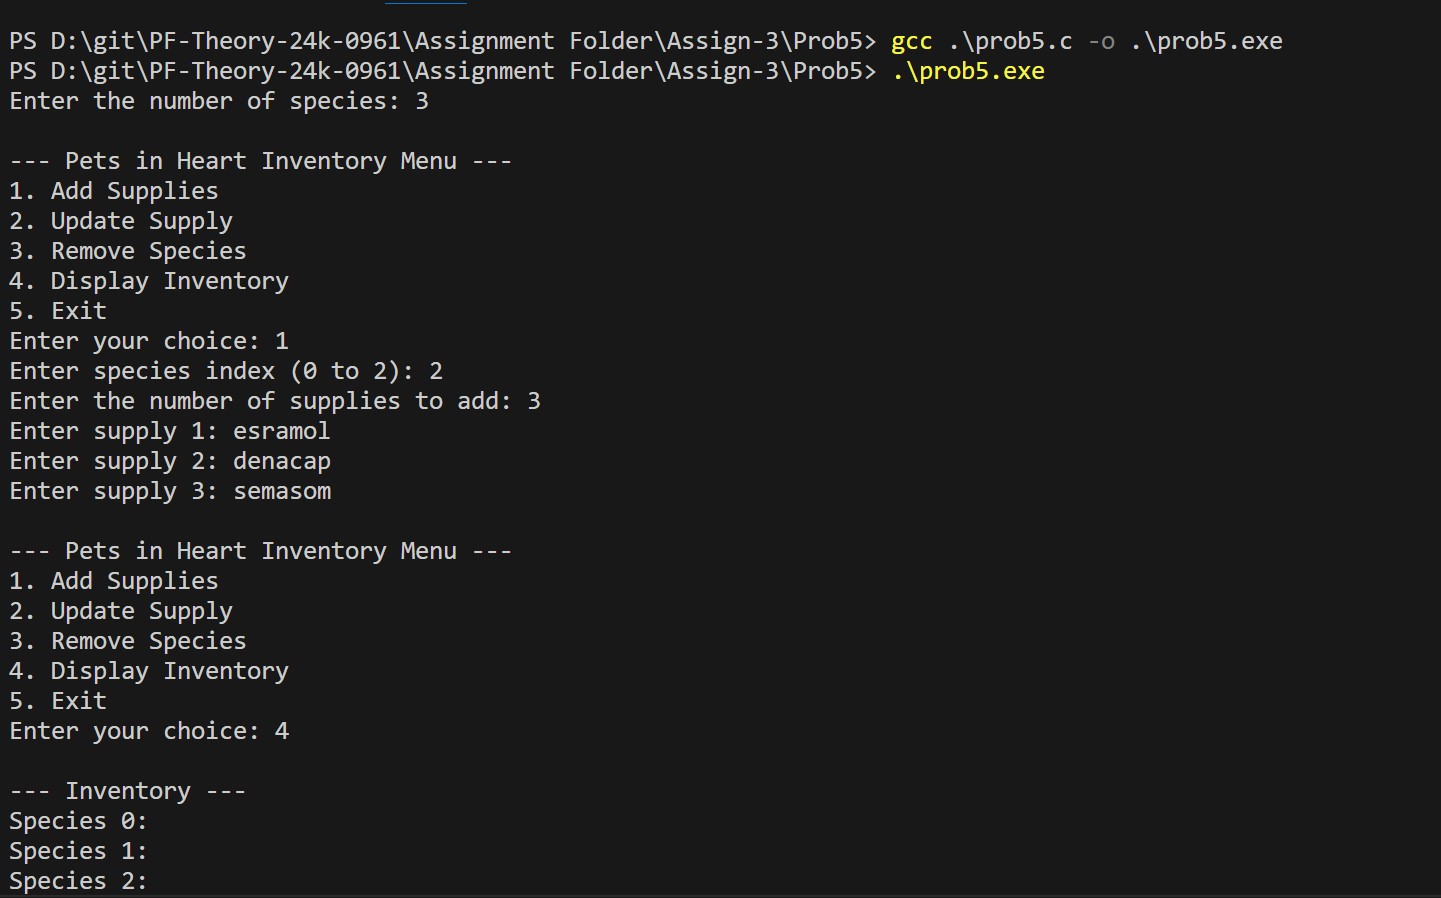 PS D:\git\PF-Theory-24k-0961\Assignment Folder\Assign-3\Prob5> gcc .\prob5.c -o .\prob5.exe
PS D:\git\PF-Theory-24k-0961\Assignment Folder\Assign-3\Prob5> .\prob5.exe
Enter the number of species: 3
--- Pets in Heart Inventory Menu ---
1. Add Supplies
2. Update Supply
3. Remove Species
4. Display Inventory
5. Exit
Enter your choice: 1
Enter species index (0 to 2): 2
Enter the number of supplies to add: 3
Enter supply 1: esramol
Enter supply 2: denacap
Enter supply 3: semasom
--- Pets in Heart Inventory Menu ---
1. Add Supplies
2. Update Supply
3. Remove Species
4. Display Inventory
5. Exit
Enter your choice: 4
--- Inventory ---
Species 0:
Species 1:
Species 2: